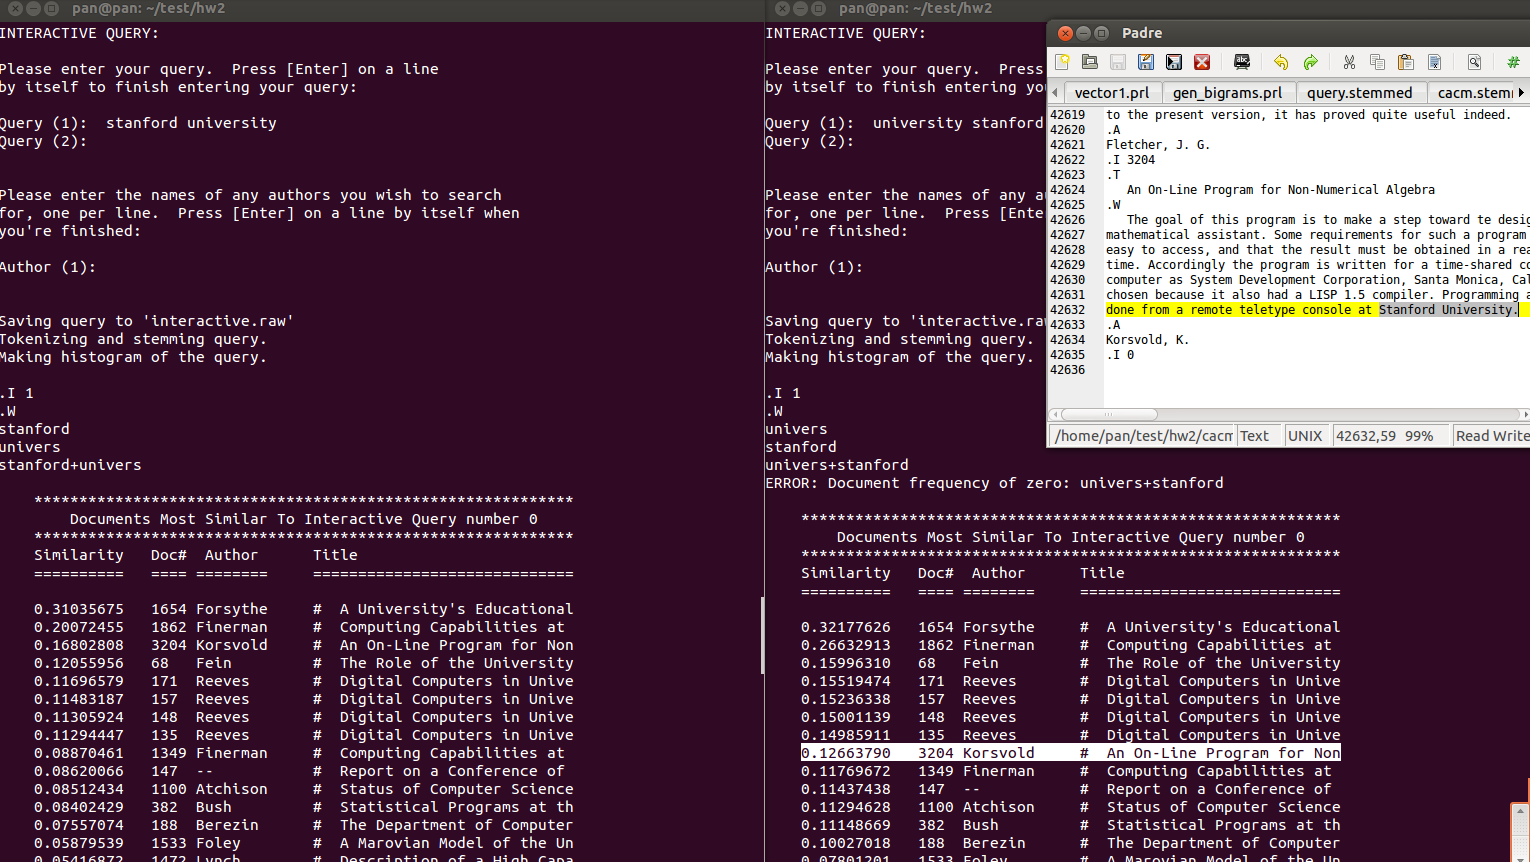 pan@pan: ~/test/hw2
INTERACTIVE QUERY:
Please enter your query.  Press [Enter] on a line
by itself to finish entering your query:
Query (1):  stanford university
Query (2):
Please enter the names of any authors you wish to search
for, one per line.  Press [Enter] on a line by itself when
you're finished:
Author (1):
Saving query to 'interactive.raw'
Tokenizing and stemming query.
Making histogram of the query.
.I 1
.W
stanford
univers
stanford+univers
************************************************************
Documents Most Similar To Interactive Query number 0
************************************************************
Similarity   Doc#  Author      Title
==========   ==== ========     =============================
0.31035675   1654 Forsythe     #  A University's Educational
0.20072455   1862 Finerman     #  Computing Capabilities at
0.16802808   3204 Korsvold     #  An On-Line Program for Non
0.12055956   68   Fein         #  The Role of the University
0.11696579   171  Reeves       #  Digital Computers in Unive
0.11483187   157  Reeves       #  Digital Computers in Unive
0.11305924   148  Reeves       #  Digital Computers in Unive
0.11294447   135  Reeves       #  Digital Computers in Unive
0.08870461   1349 Finerman     #  Computing Capabilities at
0.08620066   147  --           #  Report on a Conference of
0.08512434   1100 Atchison     #  Status of Computer Science
0.08402429   382  Bush         #  Statistical Programs at th
0.07557074   188  Berezin      #  The Department of Computer
0.05879539   1533 Foley        #  A Marovian Model of the Un
0.05416872   1472 Lynch        #  Description of a High Capa
pan@pan: ~/test/hw2
INTERACTIVE QUERY:
Please enter your query.  Press
by itself to finish entering you
Query (1):  university stanford
Query (2):
Please enter the names of any a
for, one per line.  Press [Ente
you're finished:
Author (1):
Saving query to 'interactive.raw
Tokenizing and stemming query.
Making histogram of the query.
.I 1
.W
univers
stanford
univers+stanford
ERROR: Document frequency of zero: univers+stanford
************************************************************
Documents Most Similar To Interactive Query number 0
************************************************************
Similarity   Doc#  Author      Title
==========   ==== ========     =============================
0.32177626   1654 Forsythe     #  A University's Educational
0.26632913   1862 Finerman     #  Computing Capabilities at
0.15996310   68   Fein         #  The Role of the University
0.15519474   171  Reeves       #  Digital Computers in Unive
0.15236338   157  Reeves       #  Digital Computers in Unive
0.15001139   148  Reeves       #  Digital Computers in Unive
0.14985911   135  Reeves       #  Digital Computers in Unive
0.12663790   3204 Korsvold     #  An On-Line Program for Non
0.11769672   1349 Finerman     #  Computing Capabilities at
0.11437438   147  --           #  Report on a Conference of
0.11294628   1100 Atchison     #  Status of Computer Science
0.11148669   382  Bush         #  Statistical Programs at th
0.10027018   188  Berezin      #  The Department of Computer
0.07801201   1533 Foley        #  A Marovian Model of the Un
Padre
vector1.prl gen_bigrams.prl query.stemmed cacm.stem
42619 to the present version, it has proved quite useful indeed.
42620 .A
42621 Fletcher, J. G.
42622 .I 3204
42623 .T
42624 An On-Line Program for Non-Numerical Algebra
42625 .W
42626 The goal of this program is to make a step toward te desig
42627 mathematical assistant. Some requirements for such a program
42628 easy to access, and that the result must be obtained in a rea
42629 time. Accordingly the program is written for a time-shared co
42630 computer as System Development Corporation, Santa Monica, Cal
42631 chosen because it also had a LISP 1.5 compiler. Programming a
42632 done from a remote teletype console at Stanford University.
42633 .A
42634 Korsvold, K.
42635 .I 0
42636
/home/pan/test/hw2/cacm Text UNIX 42632,59 99% Read Write